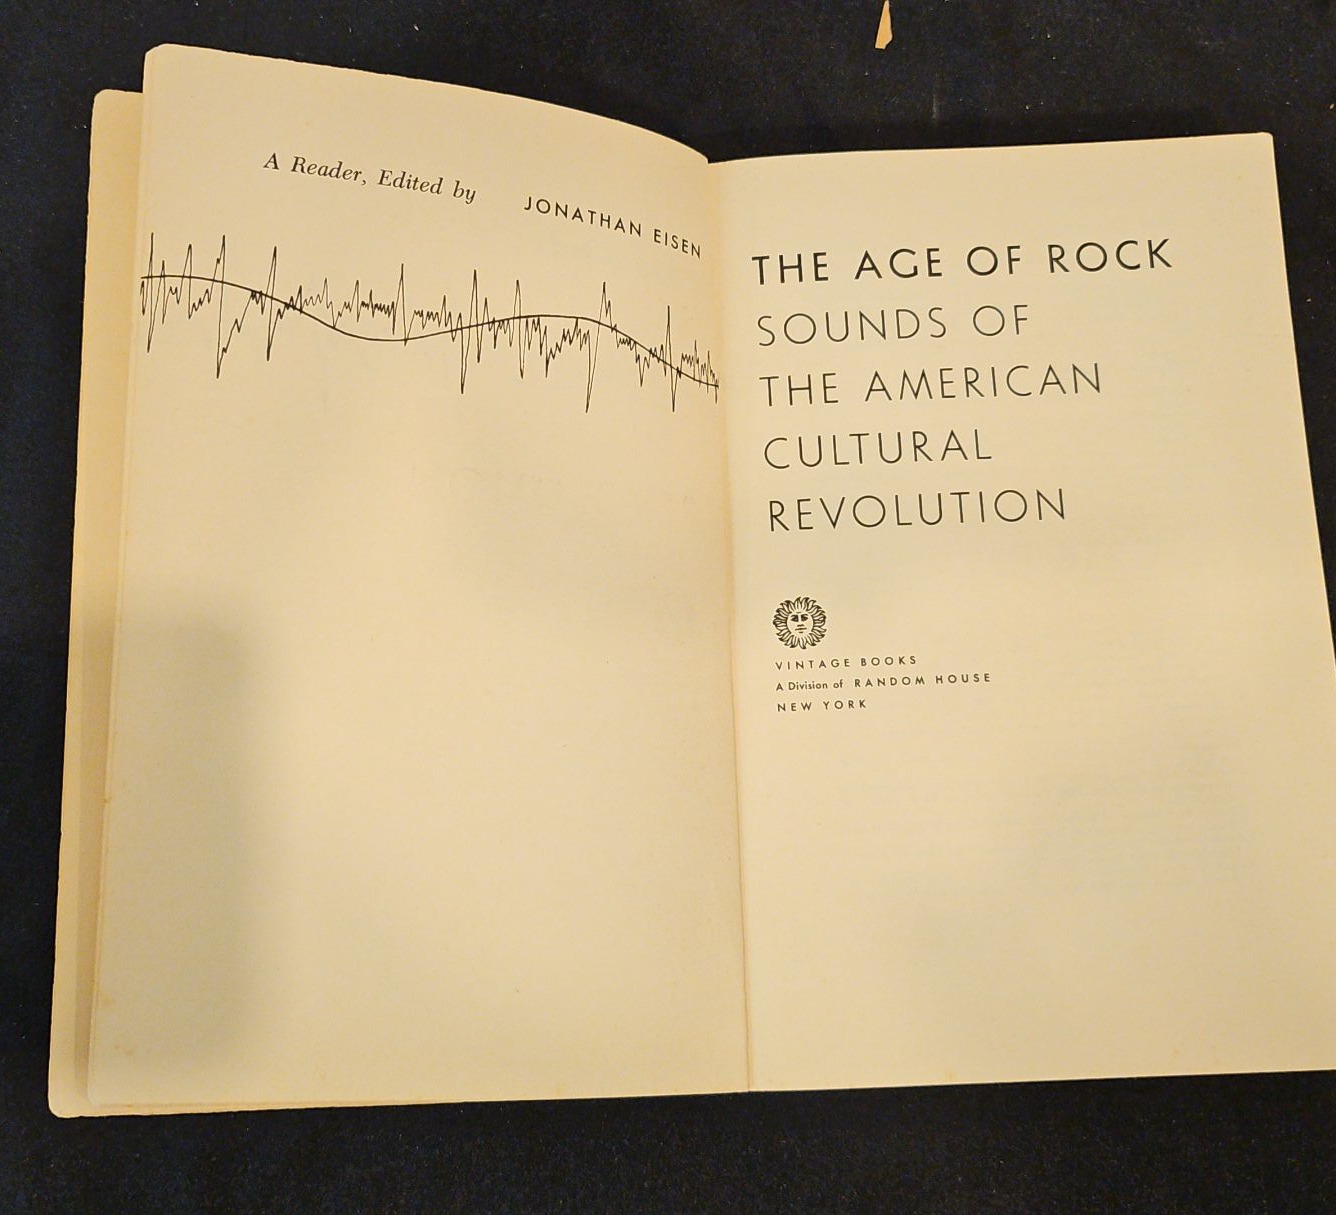 A Reader, Edited by JONATHAN EISEN
THE AGE OF ROCK
SOUNDS OF
THE AMERICAN
CULTURAL
REVOLUTION
VINTAGE BOOKS
A Division of RANDOM HOUSE
NEW YORK